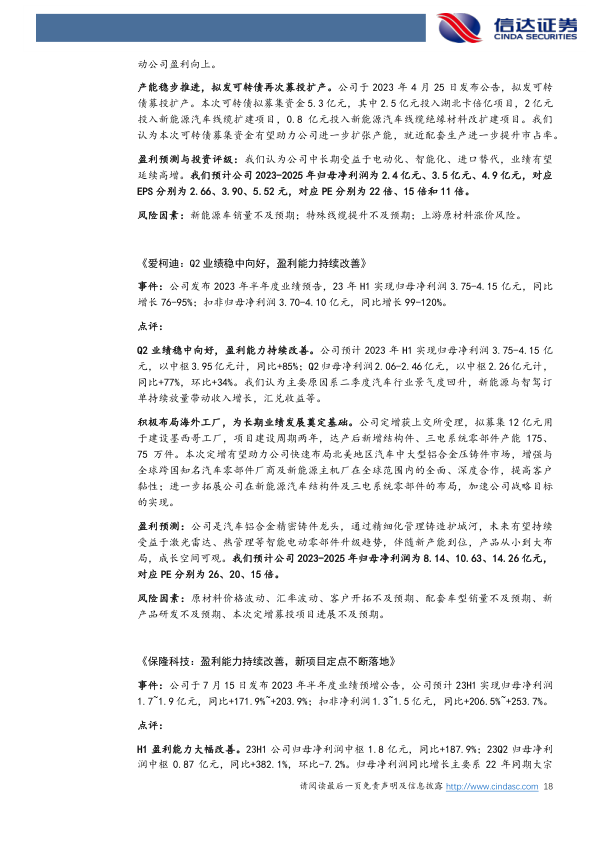 信达证券
CINDA SECURITIES
动公司盈利向上。
产能稳步推进，拟发可转债再次募投扩产。公司于 2023 年 4 月 25 日发布公告，拟发可转
债募投扩产。本次可转债拟募集资金 5.3 亿元，其中 2.5 亿元投入湖北卡倍亿项目，2 亿元
投入新能源汽车线缆扩建项目，0.8 亿元投入新能源汽车线缆绝缘材料改扩建项目。我们
认为本次可转债募集资金有望助力公司进一步扩张产能，就近配套生产进一步提升市占率。
盈利预测与投资评级：我们认为公司中长期受益于电动化、智能化、进口替代，业绩有望
延续高增。我们预计公司 2023-2025 年归母净利润为 2.4 亿元、3.5 亿元、4.9 亿元，对应
EPS 分别为 2.66、3.90、5.52 元，对应 PE 分别为 22 倍、15 倍和 11 倍。
风险因素：新能源车销量不及预期；特殊线缆提升不及预期；上游原材料涨价风险。
《爱柯迪：Q2 业绩稳中向好，盈利能力持续改善》
事件：公司发布 2023 年半年度业绩预告，23 年 H1 实现归母净利润 3.75-4.15 亿元，同比
增长 76-95%；扣非归母净利润 3.70-4.10 亿元，同比增长 99-120%。
点评：
Q2 业绩稳中向好，盈利能力持续改善。公司预计 2023 年 H1 实现归母净利润 3.75-4.15 亿
元，以中枢 3.95 亿元计，同比+85%；Q2 归母净利润 2.06-2.46 亿元，以中枢 2.26 亿元计，
同比+77%，环比+34%。我们认为主要原因系二季度汽车行业景气度回升，新能源与智驾订
单持续放量带动收入增长，汇兑收益等。
积极布局海外工厂，为长期业绩发展奠定基础。公司定增获上交所受理，拟募集 12 亿元用
于建设墨西哥工厂，项目建设周期两年，达产后新增结构件、三电系统零部件产能 175、
75 万件。本次定增有望助力公司快速布局北美地区汽车中大型铝合金压铸件市场，增强与
全球跨国知名汽车零部件厂商及新能源主机厂在全球范围内的全面、深度合作，提高客户
黏性；进一步拓展公司在新能源汽车结构件及三电系统零部件的布局，加速公司战略目标
的实现。
盈利预测：公司是汽车铝合金精密铸件龙头，通过精细化管理铸造护城河，未来有望持续
受益于激光雷达、热管理等智能电动零部件升级趋势，伴随新产能到位，产品从小到大布
局，成长空间可观。我们预计公司 2023-2025 年归母净利润为 8.14、10.63、14.26 亿元，
对应 PE 分别为 26、20、15 倍。
风险因素：原材料价格波动、汇率波动、客户开拓不及预期、配套车型销量不及预期、新
产品研发不及预期、本次定增募投项目进展不及预期。
《保隆科技：盈利能力持续改善，新项目定点不断落地》
事件：公司于 7 月 15 日发布 2023 年半年度业绩预增公告，公司预计 23H1 实现归母净利润
1.7~1.9 亿元，同比+171.9%~+203.9%；扣非净利润 1.3~1.5 亿元，同比+206.5%~+253.7%。
点评：
H1 盈利能力大幅改善。23H1 公司归母净利润中枢 1.8 亿元，同比+187.9%；23Q2 归母净利
润中枢 0.87 亿元，同比+382.1%，环比-7.2%。归母净利润同比增长主要系 22 年同期大宗
请阅读最后一页免责声明及信息披露 http://www.cindasc.com 18